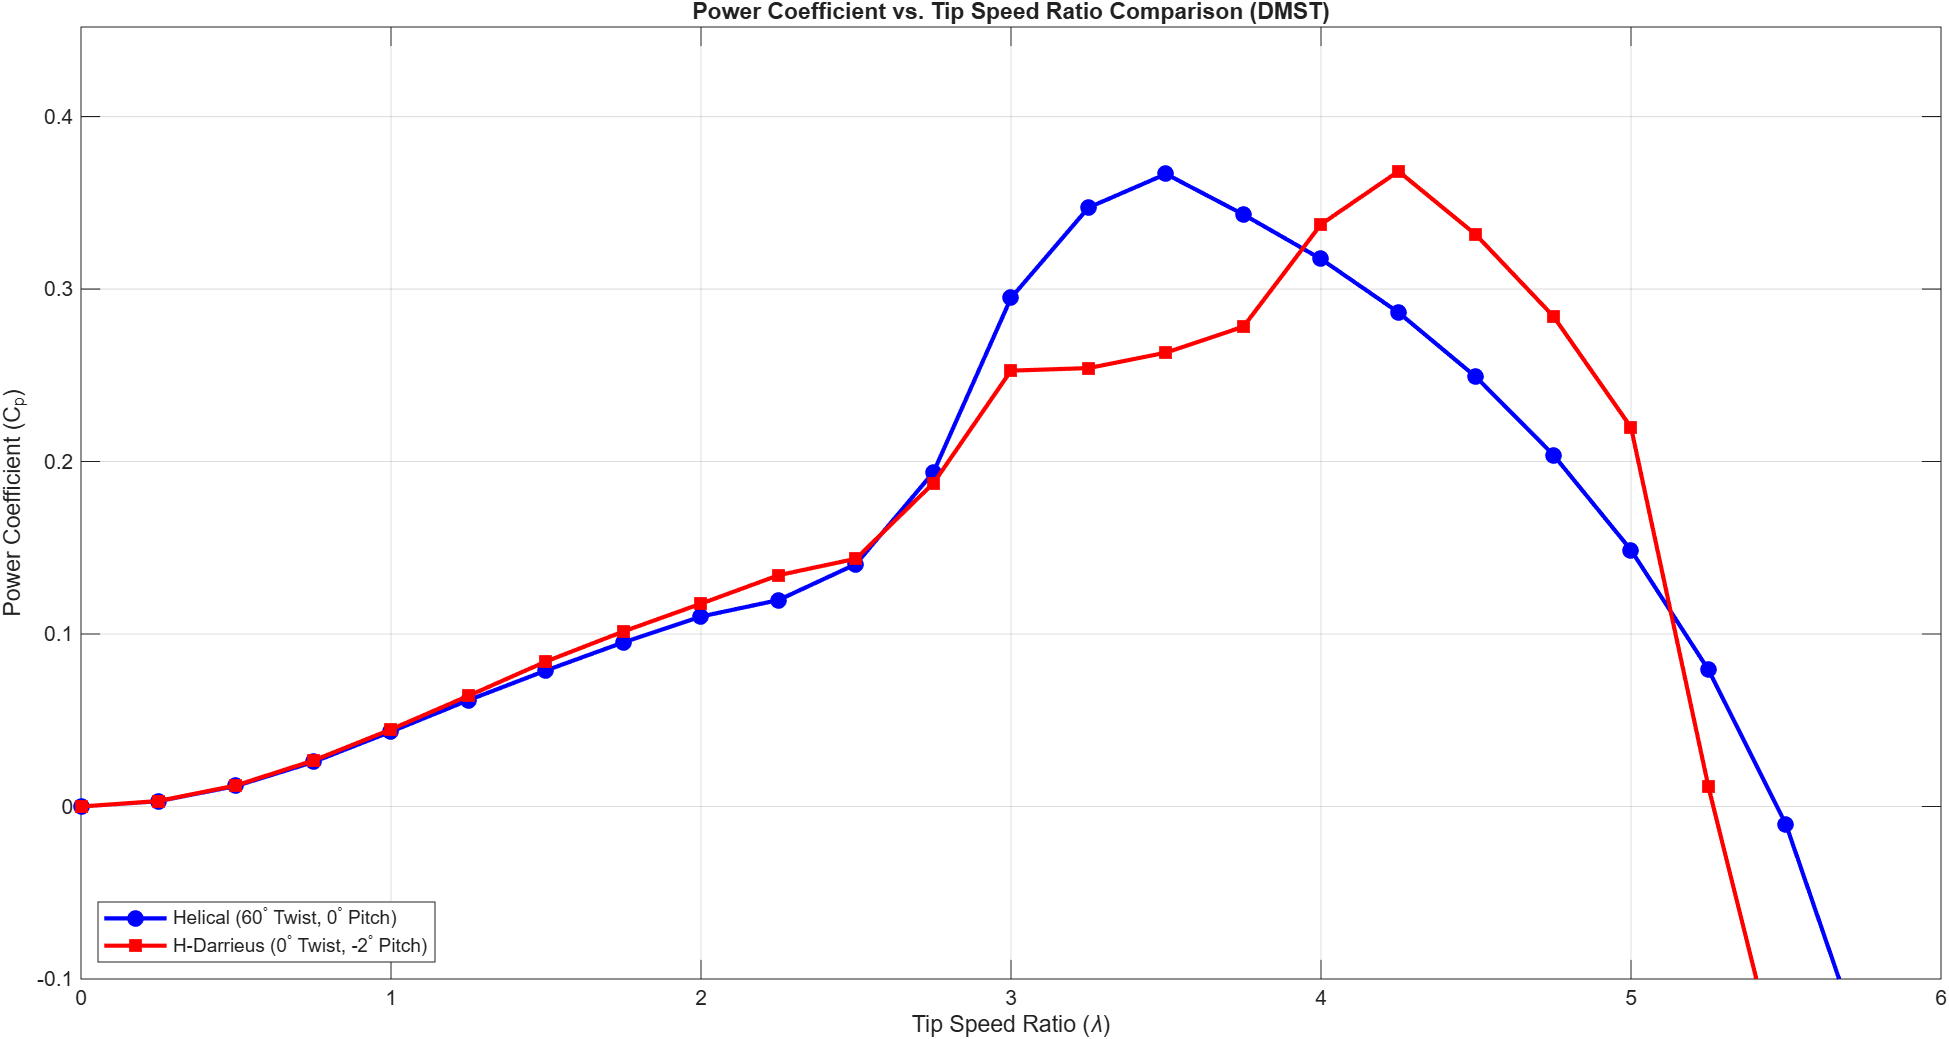 Power Coefficient vs. Tip Speed Ratio Comparison (DMST)
Power Coefficient (Cp)
0.4
0.3
0.2
0.1
0
-0.1
Helical (60° Twist, 0° Pitch)
H-Darrieus (0° Twist, -2° Pitch)
0 1 2 3 4 5 6
Tip Speed Ratio (λ)